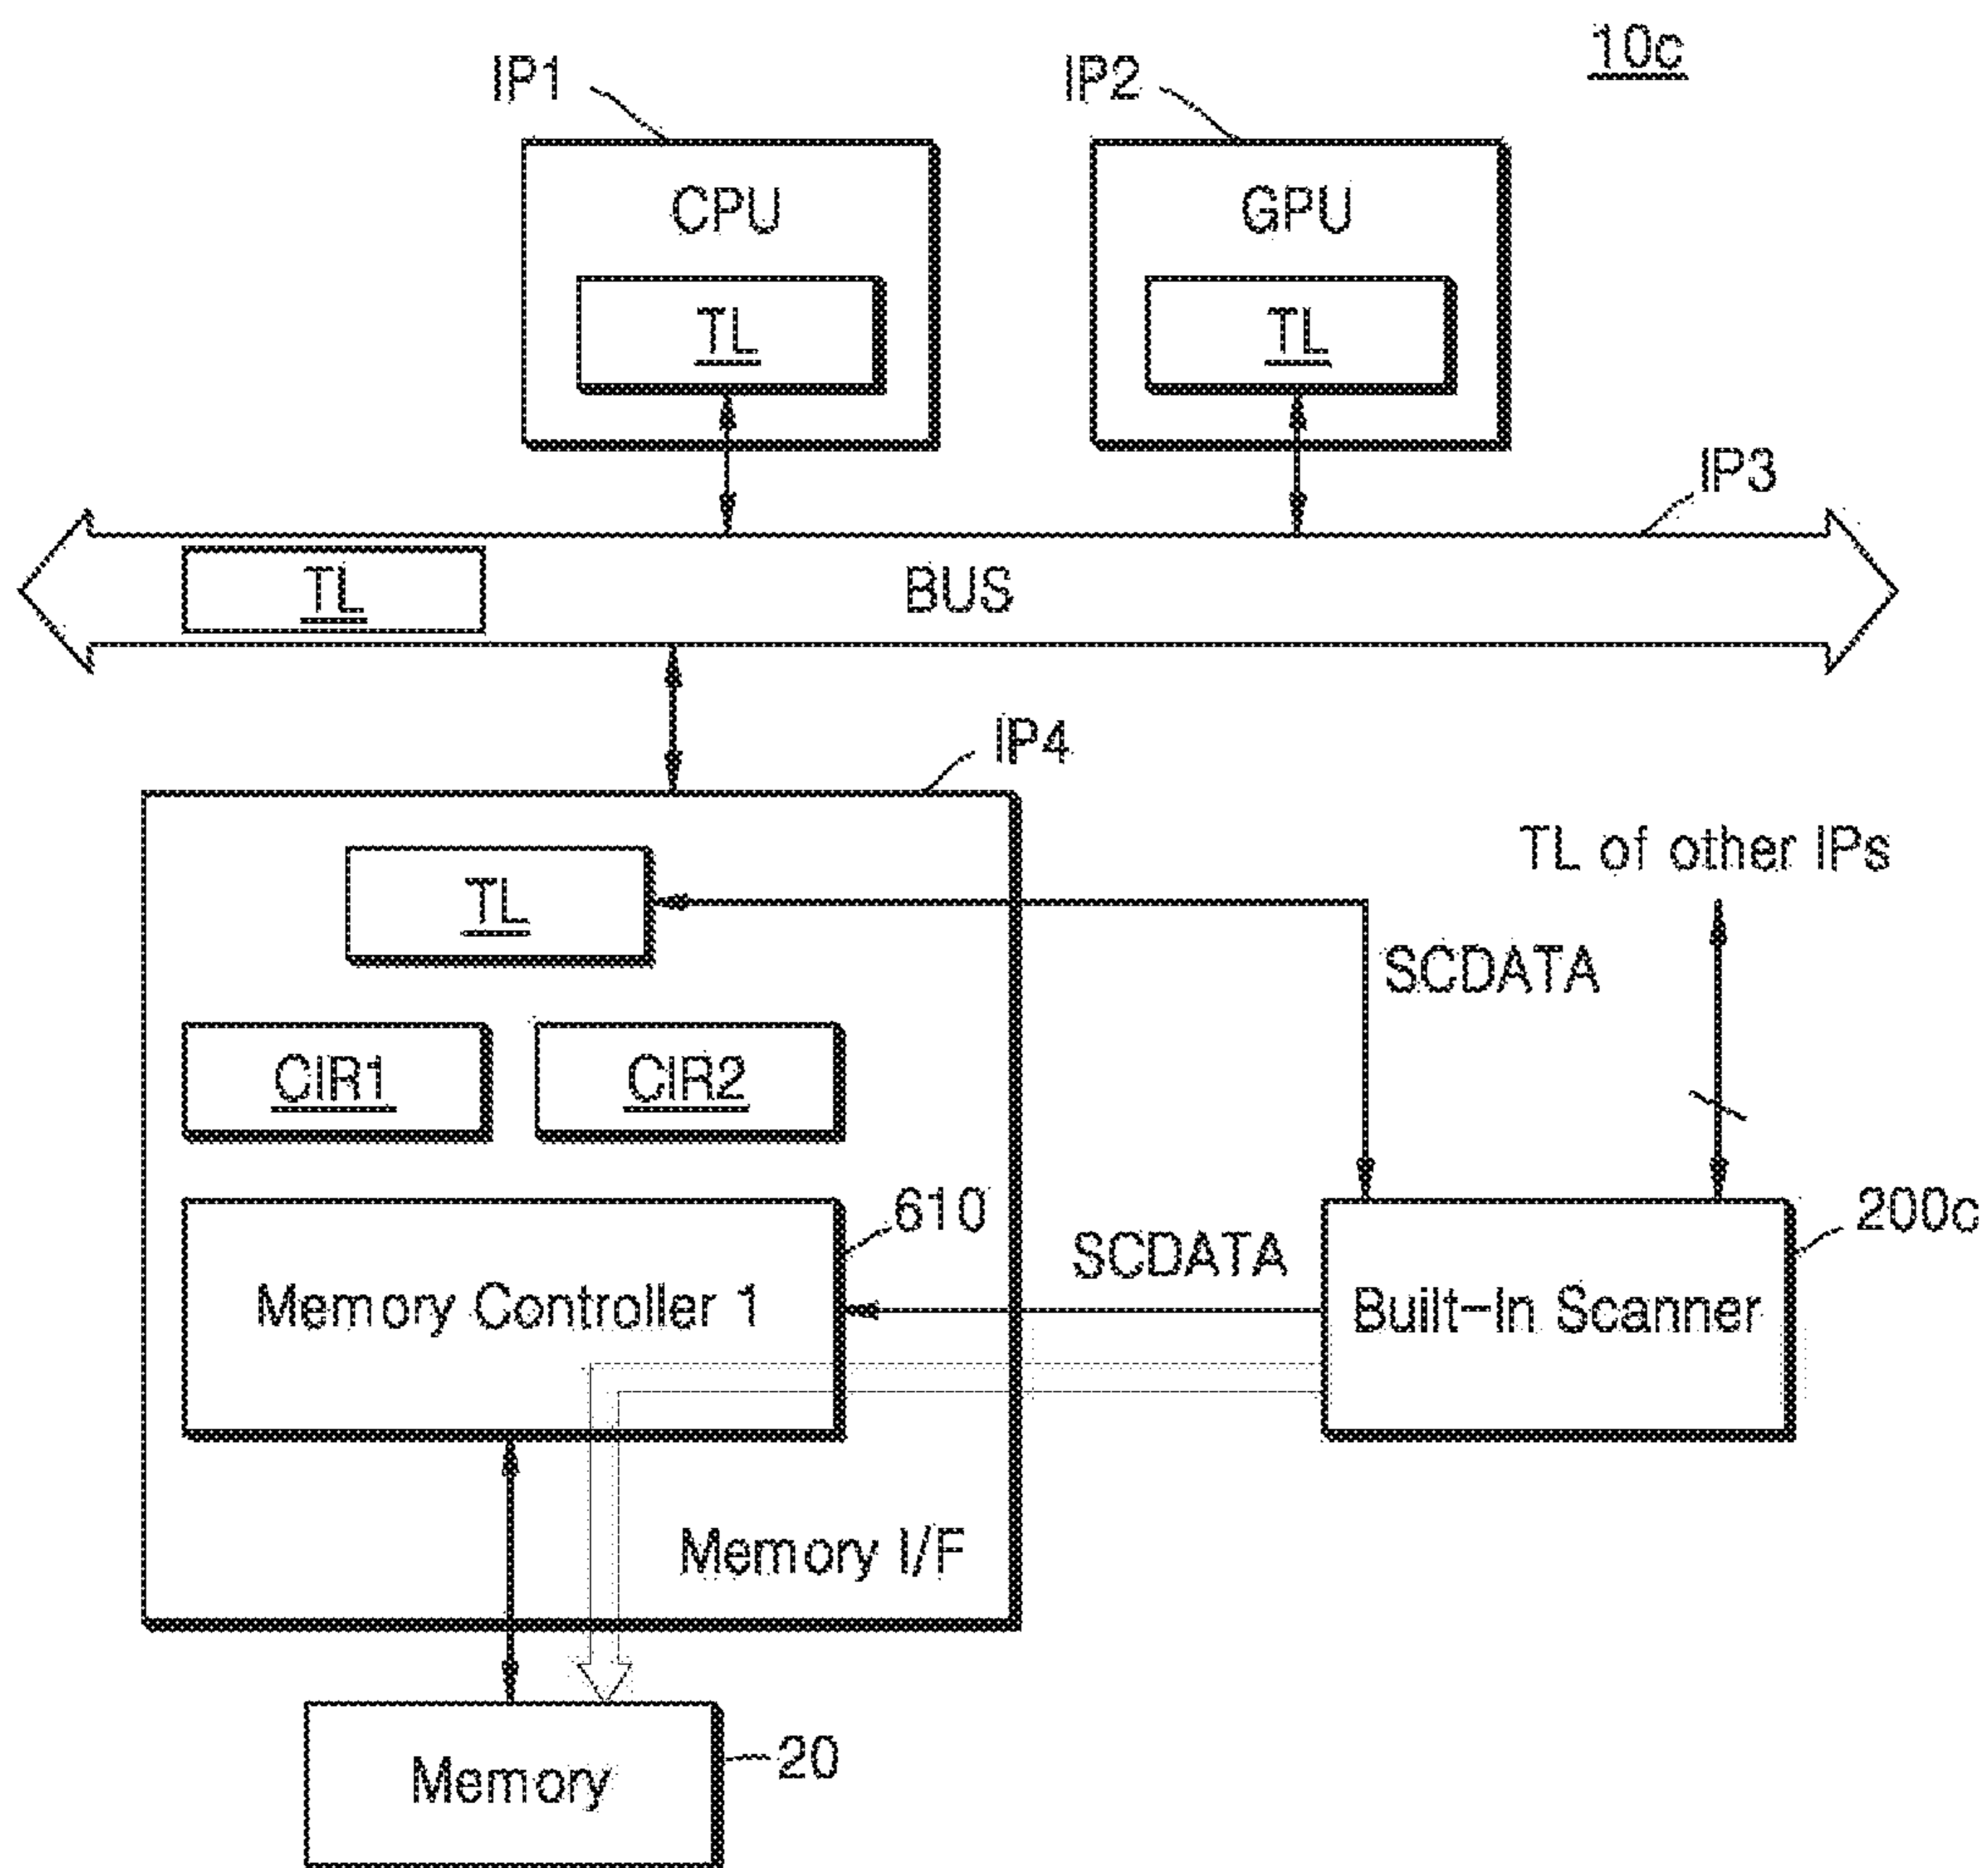 10c
IP1
IP2
CPU
GPU
TL
TL
IP3
TL
BUS
IP4
TL
TL of other IPs
SCDATA
CIR1
CIR2
610
200c
SCDATA
Memory Controller 1
Built-In Scanner
Memory I/F
Memory
20